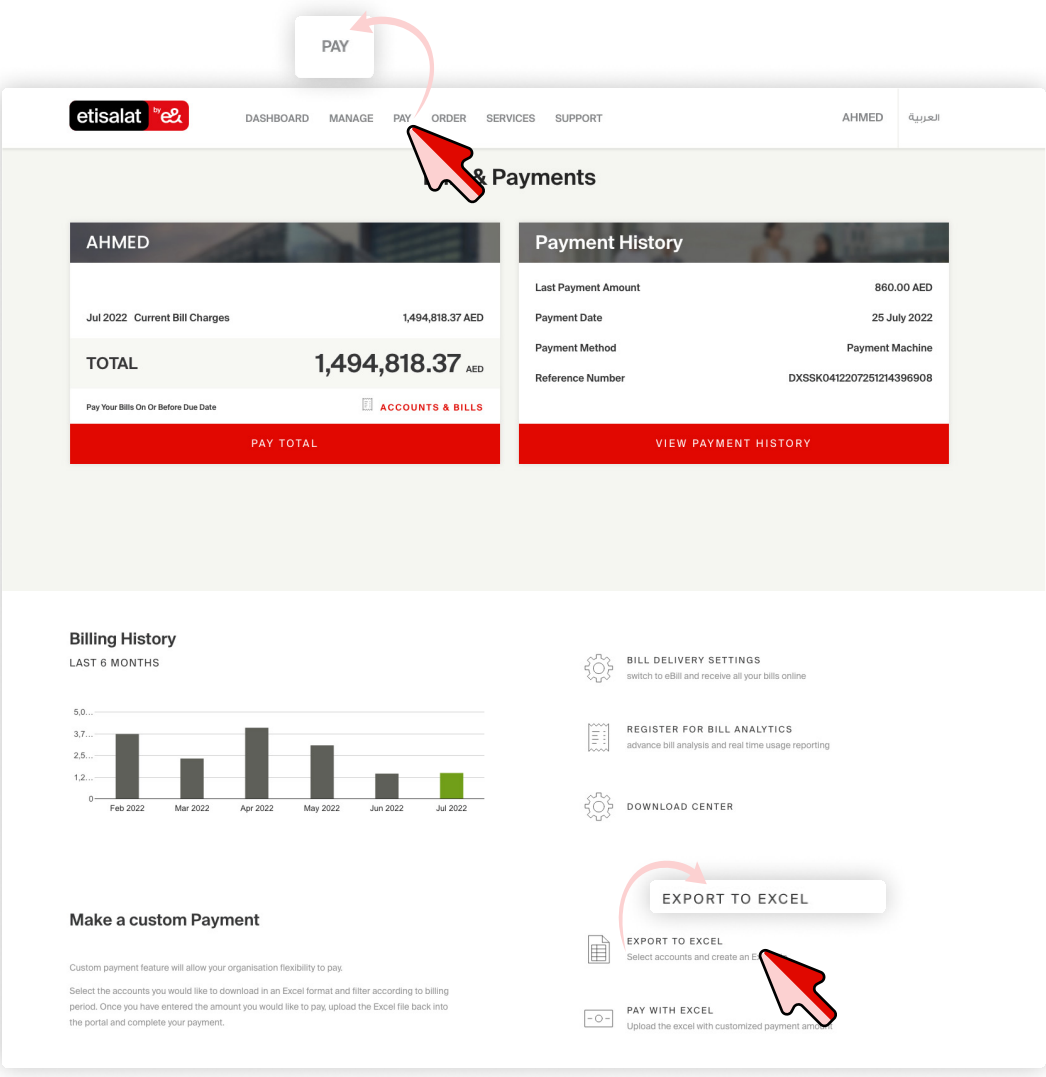 PAY
etisalat by e&
DASHBOARD MANAGE PAY ORDER SERVICES SUPPORT AHMED العربية
& Payments
AHMED
Jul 2022 Current Bill Charges 1,494,818.37 AED
TOTAL 1,494,818.37 AED
Pay Your Bills On Or Before Due Date ACCOUNTS & BILLS
PAY TOTAL
Payment History
Last Payment Amount 860.00 AED
Payment Date 25 July 2022
Payment Method Payment Machine
Reference Number DXSSK0412207251214396908
VIEW PAYMENT HISTORY
Billing History
LAST 6 MONTHS
5,0...
3,7...
2,5...
1,2...
0
Feb 2022 Mar 2022 Apr 2022 May 2022 Jun 2022 Jul 2022
BILL DELIVERY SETTINGS
switch to eBill and receive all your bills online
REGISTER FOR BILL ANALYTICS
advance bill analysis and real time usage reporting
DOWNLOAD CENTER
Make a custom Payment
Custom payment feature will allow your organisation flexibility to pay.
Select the accounts you would like to download in an Excel format and filter according to billing
period. Once you have entered the amount you would like to pay, upload the Excel file back into
the portal and complete your payment.
EXPORT TO EXCEL
EXPORT TO EXCEL
Select accounts and create an
PAY WITH EXCEL
Upload the excel with customized payment amount